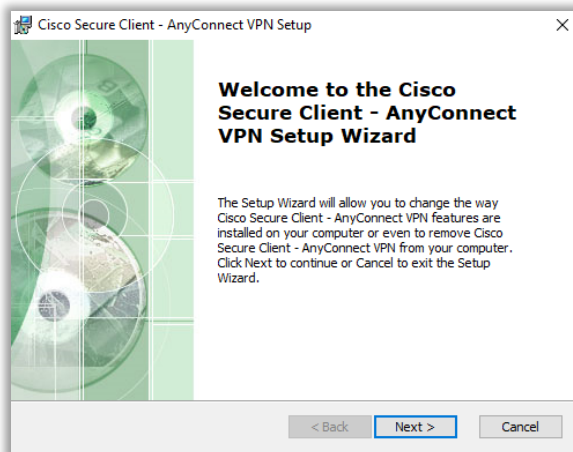 Cisco Secure Client - AnyConnect VPN Setup
Welcome to the Cisco
Secure Client - AnyConnect
VPN Setup Wizard
The Setup Wizard will allow you to change the way
Cisco Secure Client - AnyConnect VPN features are
installed on your computer or even to remove Cisco
Secure Client - AnyConnect VPN from your computer.
Click Next to continue or Cancel to exit the Setup
Wizard.
< Back Next > Cancel